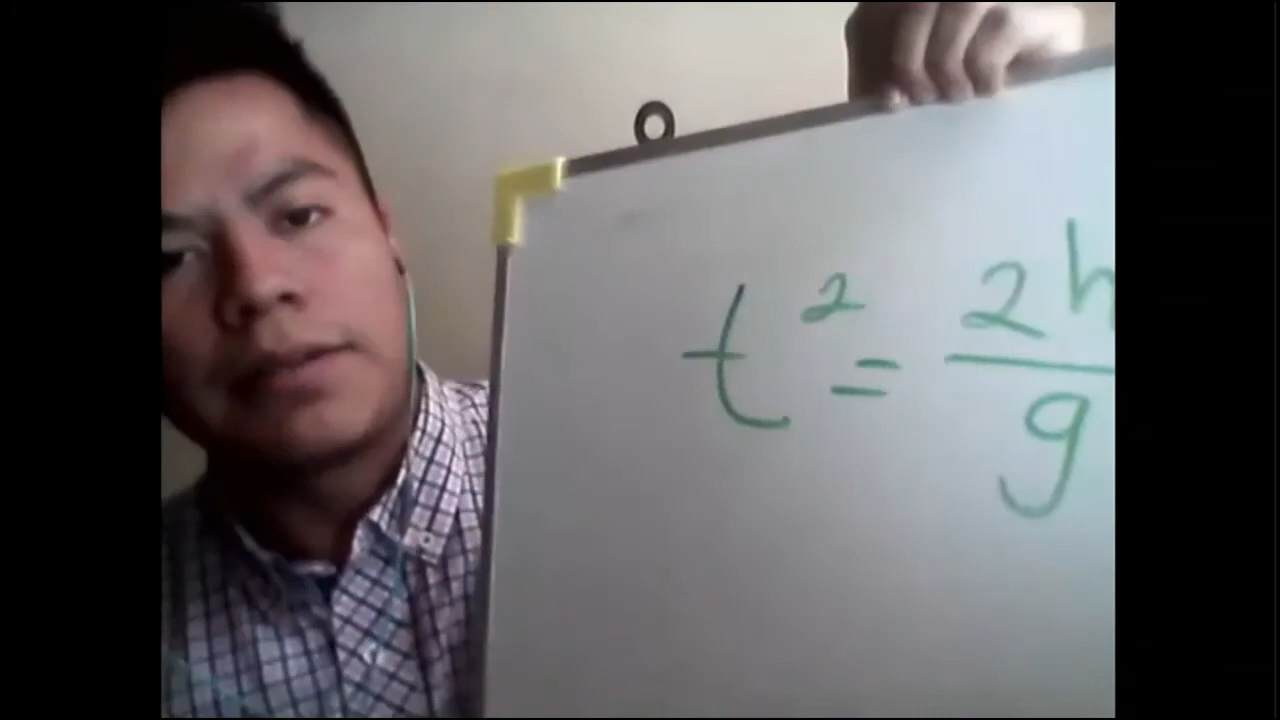 t² = 2h/g